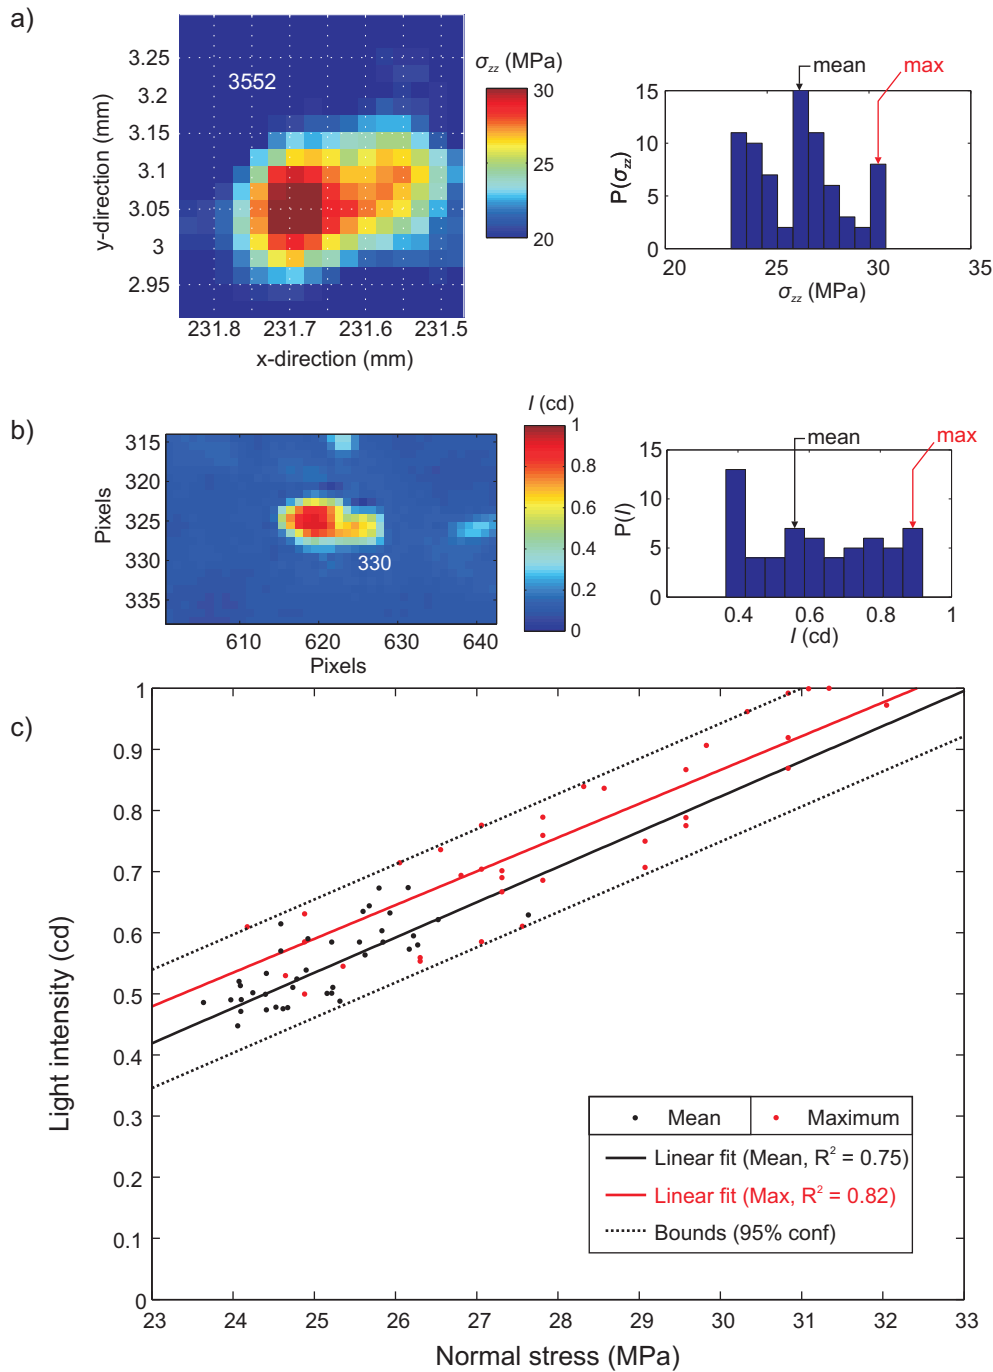 a)
3552
3.25
3.2
3.15
3.1
3.05
3
2.95
y-direction (mm)
231.8 231.7 231.6 231.5
x-direction (mm)
σzz (MPa)
30
25
20
mean
max
15
10
5
0
P(σzz)
20 25 30 35
σzz (MPa)
b)
315
320
325
330
335
Pixels
330
610 620 630 640
Pixels
I (cd)
1
0.8
0.6
0.4
0.2
0
mean
max
15
10
5
0
P(I)
0.4 0.6 0.8 1
I (cd)
c)
1
0.9
0.8
0.7
0.6
0.5
0.4
0.3
0.2
0.1
0
Light intensity (cd)
23 24 25 26 27 28 29 30 31 32 33
Normal stress (MPa)
Mean Maximum
Linear fit (Mean, R² = 0.75)
Linear fit (Max, R² = 0.82)
Bounds (95% conf)